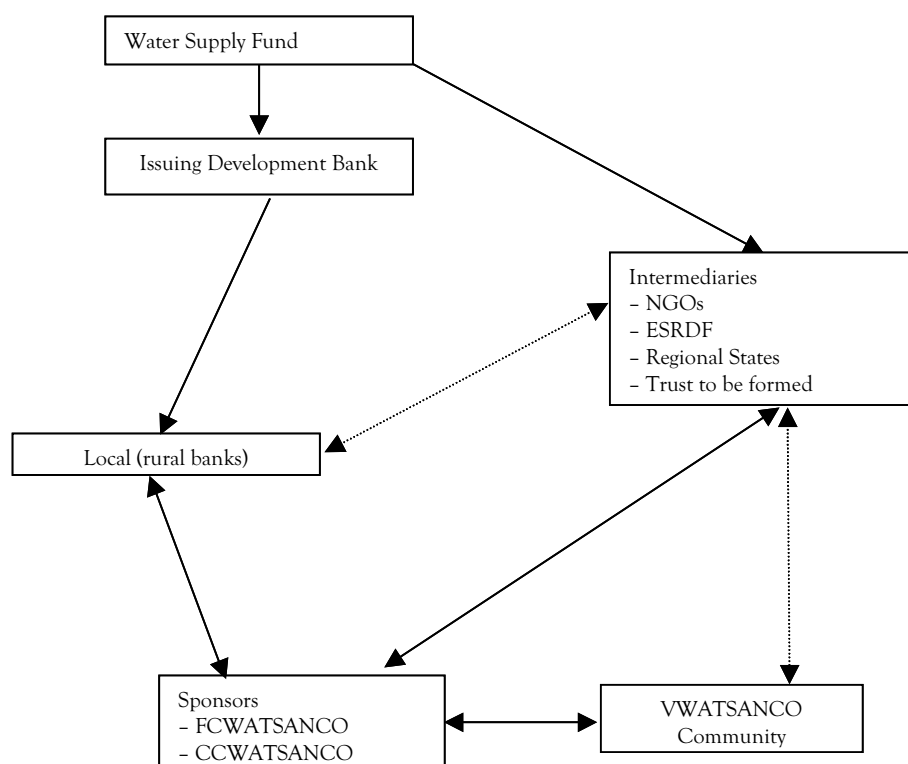 Water Supply Fund
Issuing Development Bank
Intermediaries
– NGOs
– ESRDF
– Regional States
– Trust to be formed
Local (rural banks)
Sponsors
– FCWATSANCO
– CCWATSANCO
VWATSANCO
Community